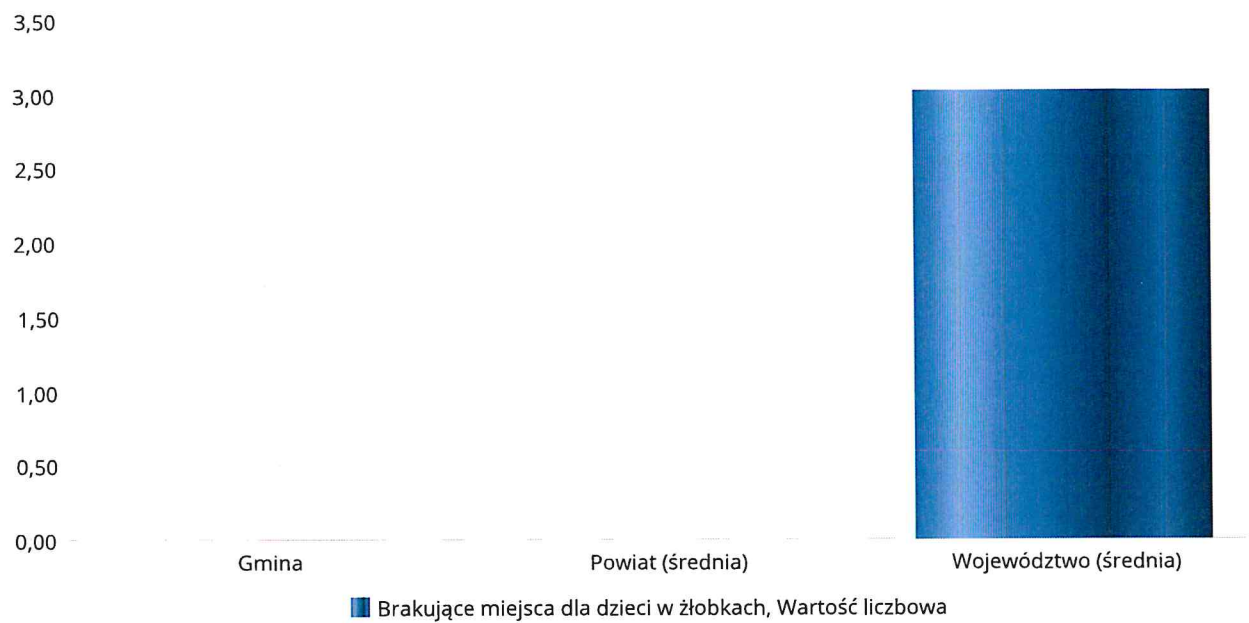 3,50
3,00
2,50
2,00
1,50
1,00
0,50
0,00
Gmina
Powiat (średnia)
Województwo (średnia)
Brakujące miejsca dla dzieci w żłobkach, Wartość liczbowa